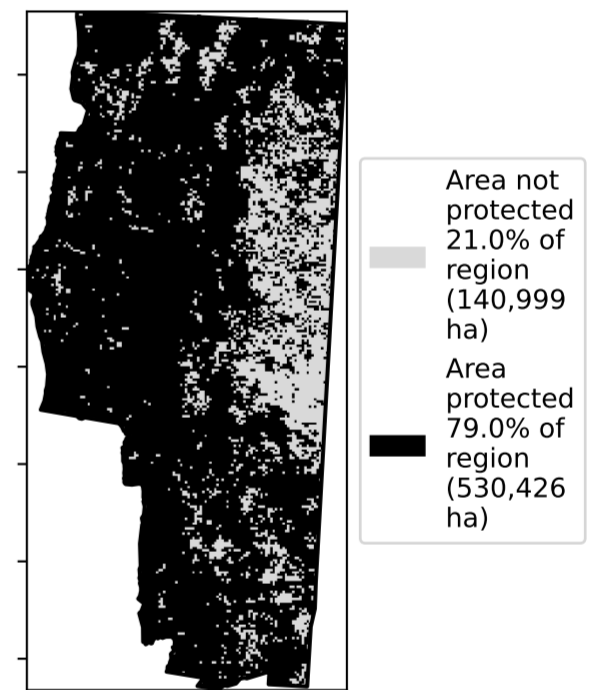 Area not
protected
21.0% of
region
(140,999
ha)
Area
protected
79.0% of
region
(530,426
ha)